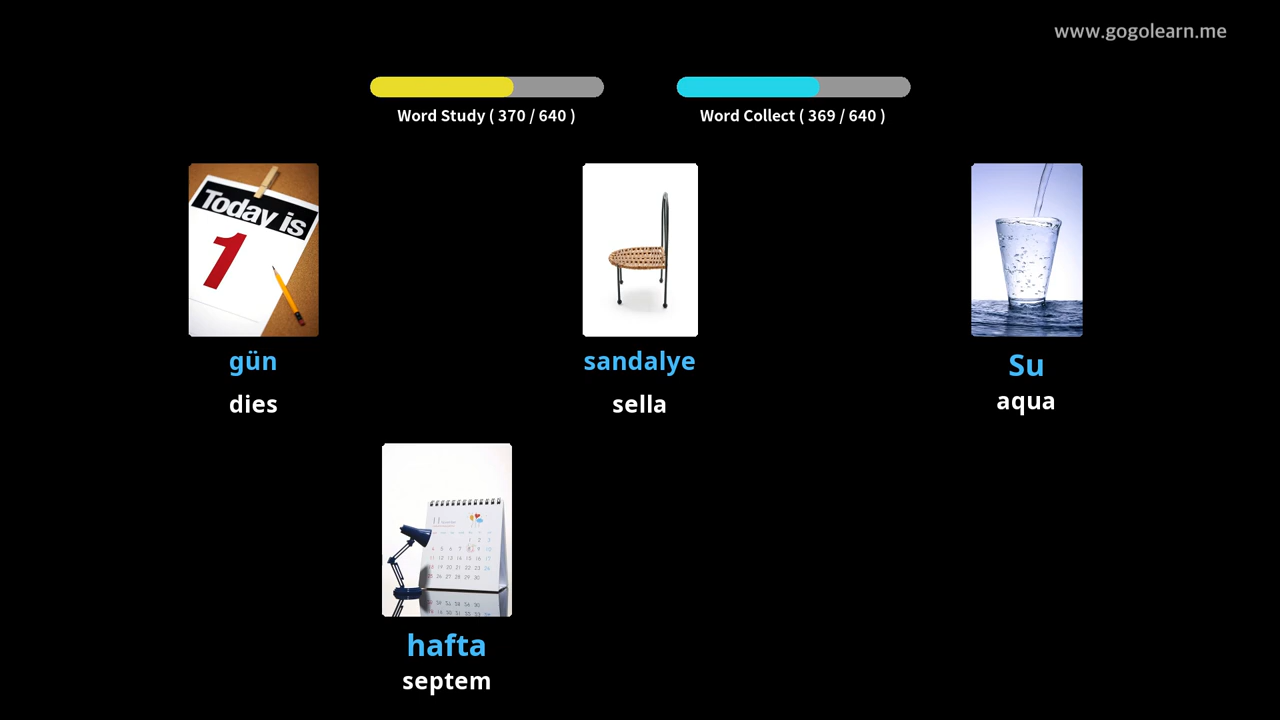 www.gogolearn.me
Word Study ( 370 / 640 )
Word Collect ( 369 / 640 )
Today is
1
gün
sandalye
Su
dies
sella
aqua
11
hafta
septem